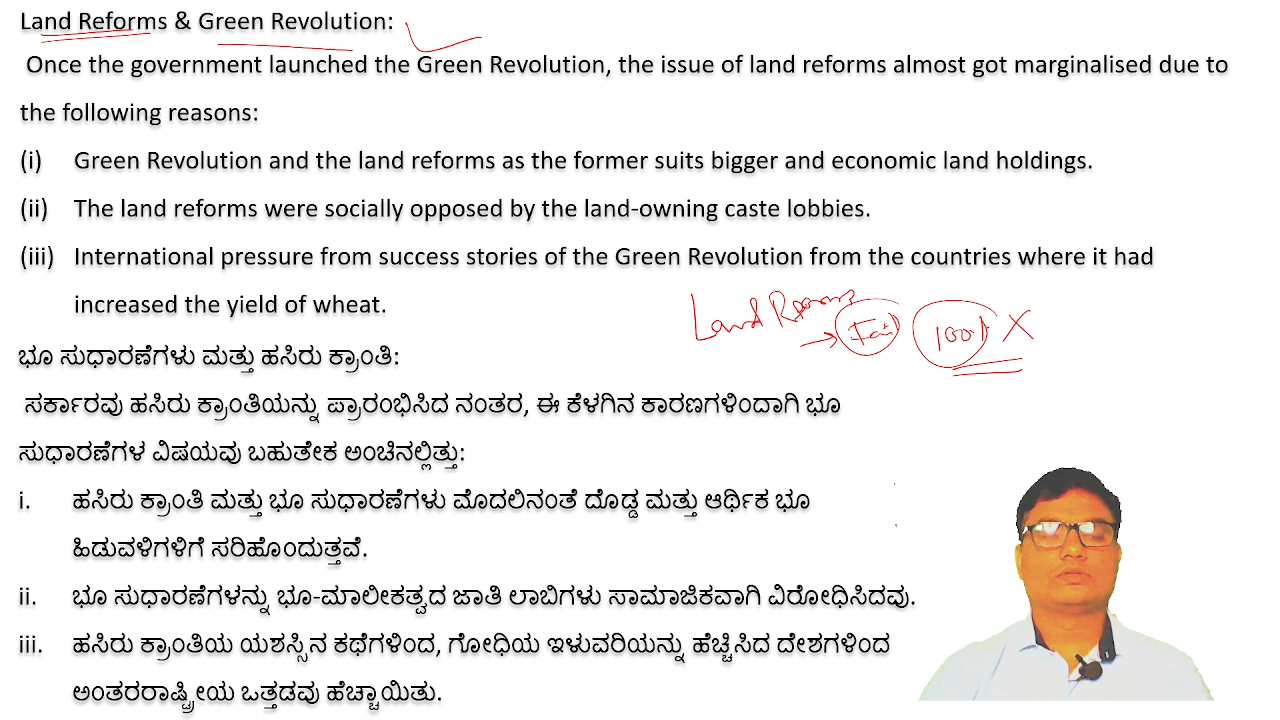 Land Reforms & Green Revolution:
Once the government launched the Green Revolution, the issue of land reforms almost got marginalised due to
the following reasons:
(i) Green Revolution and the land reforms as the former suits bigger and economic land holdings.
(ii) The land reforms were socially opposed by the land-owning caste lobbies.
(iii) International pressure from success stories of the Green Revolution from the countries where it had
increased the yield of wheat.
Land Reforms
→ Fail 100% X
ಭೂ ಸುಧಾರಣೆಗಳು ಮತ್ತು ಹಸಿರು ಕ್ರಾಂತಿ:
ಸರ್ಕಾರವು ಹಸಿರು ಕ್ರಾಂತಿಯನ್ನು ಪ್ರಾರಂಭಿಸಿದ ನಂತರ, ಈ ಕೆಳಗಿನ ಕಾರಣಗಳಿಂದಾಗಿ ಭೂ
ಸುಧಾರಣೆಗಳ ವಿಷಯವು ಬಹುತೇಕ ಅಂಚಿನಲ್ಲಿತ್ತು:
i. ಹಸಿರು ಕ್ರಾಂತಿ ಮತ್ತು ಭೂ ಸುಧಾರಣೆಗಳು ಮೊದಲಿನಂತೆ ದೊಡ್ಡ ಮತ್ತು ಆರ್ಥಿಕ ಭೂ
ಹಿಡುವಳಿಗಳಿಗೆ ಸರಿಹೊಂದುತ್ತವೆ.
ii. ಭೂ ಸುಧಾರಣೆಗಳನ್ನು ಭೂ-ಮಾಲೀಕತ್ವದ ಜಾತಿ ಲಾಬಿಗಳು ಸಾಮಾಜಿಕವಾಗಿ ವಿರೋಧಿಸಿದವು.
iii. ಹಸಿರು ಕ್ರಾಂತಿಯ ಯಶಸ್ಸಿನ ಕಥೆಗಳಿಂದ, ಗೋಧಿಯ ಇಳುವರಿಯನ್ನು ಹೆಚ್ಚಿಸಿದ ದೇಶಗಳಿಂದ
ಅಂತರರಾಷ್ಟ್ರೀಯ ಒತ್ತಡವು ಹೆಚ್ಚಾಯಿತು.